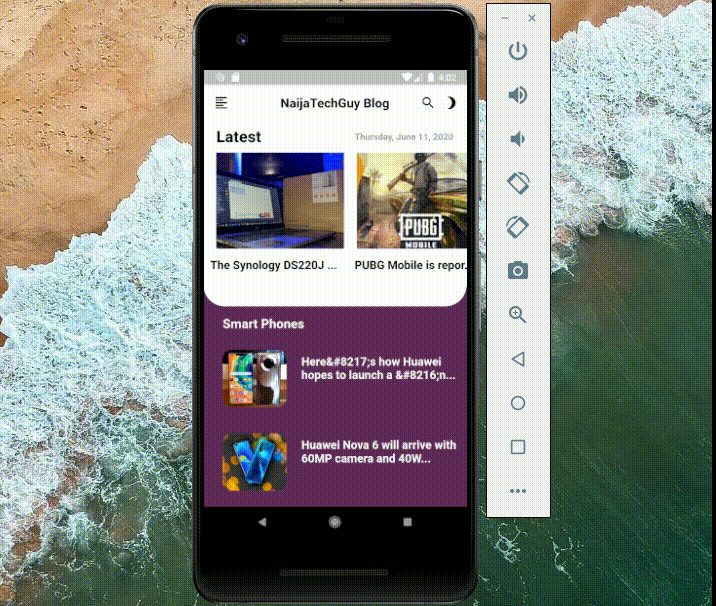 4:02
NaijaTechGuy Blog
Latest
Thursday, June 11, 2020
PUBG
MOBILE
The Synology DS220J ...
PUBG Mobile is repor.
Smart Phones
Here&#8217;s how Huawei
hopes to launch a &#8216;n...
Huawei Nova 6 will arrive with
60MP camera and 40W...